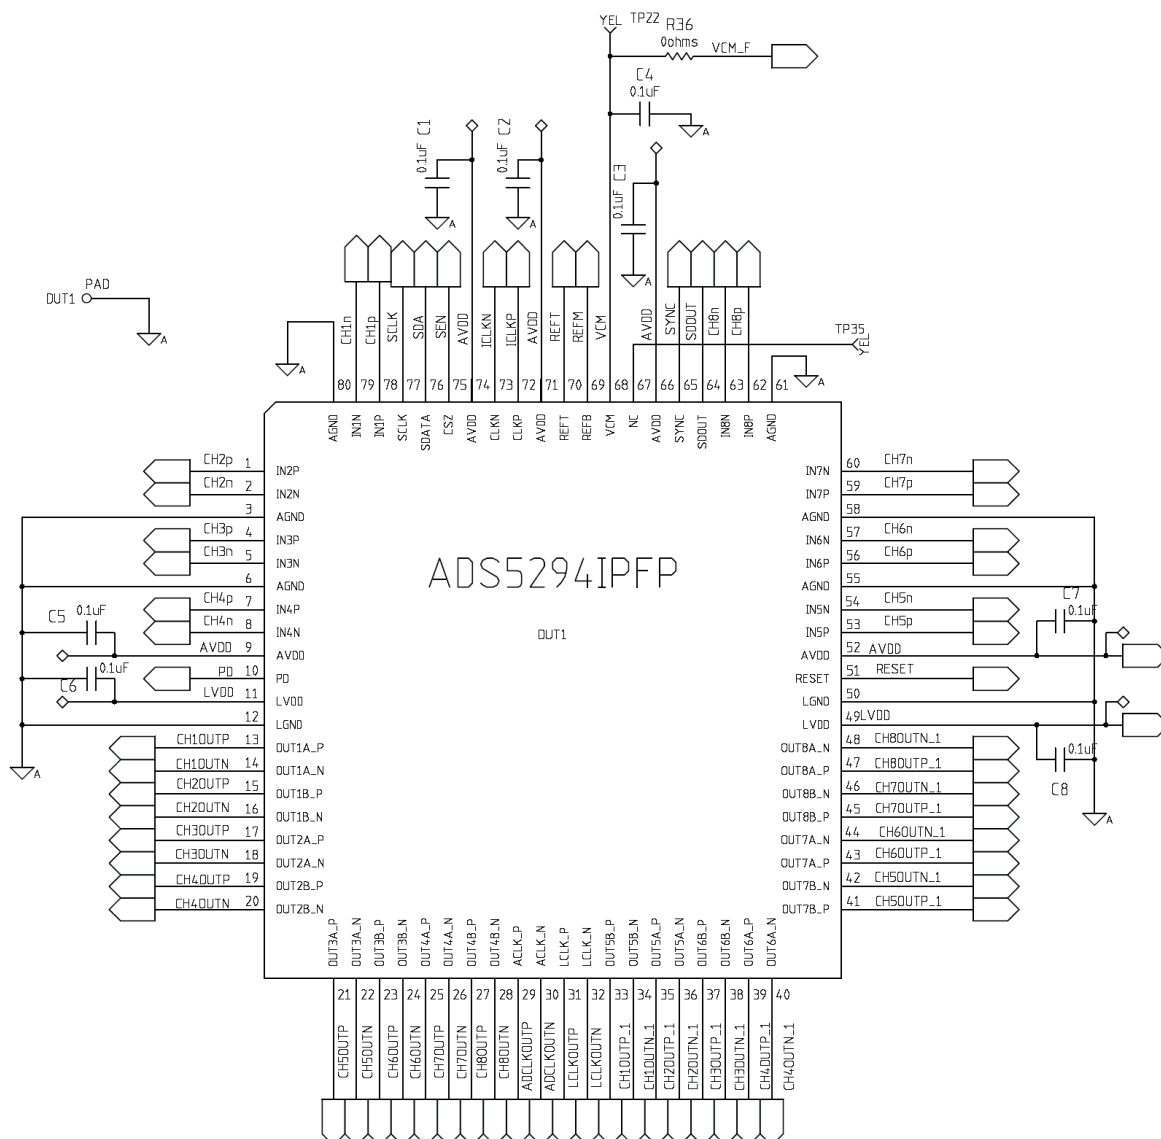 YEL TP22
R36
0ohms
VCM_F
C4
0.1uF
A
0.1uF C1
0.1uF C2
0.1uF C3
A
A
A
PAD
DUT1
A
A
CH1n
CH1p
SCLK
SDA
SEN
AVDD
ICLKN
ICLKP
AVDD
REFT
REFM
VCM
AVDD
SYNC
SDOUT
CH8n
CH8p
TP35
YEL
A
80 79 78 77 76 75 74 73 72 71 70 69 68 67 66 65 64 63 62 61
AGND
IN1N
IN1P
SCLK
SDATA
CSZ
AVDD
CLKN
CLKP
AVDD
REFT
REFB
VCM
NC
AVDD
SYNC
SDOUT
IN8N
IN8P
AGND
CH2p 1 IN2P
CH2n 2 IN2N
3 AGND
CH3p 4 IN3P
CH3n 5 IN3N
6 AGND
CH4p 7 IN4P
CH4n 8 IN4N
C5 0.1uF
AVDD 9 AVDD
0.1uF
C6
PD 10 PD
LVDD 11 LVDD
12 LGND
A
CH1OUTP 13 OUT1A_P
CH1OUTN 14 OUT1A_N
CH2OUTP 15 OUT1B_P
CH2OUTN 16 OUT1B_N
CH3OUTP 17 OUT2A_P
CH3OUTN 18 OUT2A_N
CH4OUTP 19 OUT2B_P
CH4OUTN 20 OUT2B_N
ADS5294IPFP
DUT1
IN7N 60 CH7n
IN7P 59 CH7p
AGND 58
IN6N 57 CH6n
IN6P 56 CH6p
AGND 55
IN5N 54 CH5n
IN5P 53 CH5p
C7
0.1uF
AVDD 52 AVDD
RESET 51 RESET
LGND 50
LVDD 49 LVDD
0.1uF
C8
A
OUT8A_N 48 CH8OUTN_1
OUT8A_P 47 CH8OUTP_1
OUT8B_N 46 CH7OUTN_1
OUT8B_P 45 CH7OUTP_1
OUT7A_N 44 CH6OUTN_1
OUT7A_P 43 CH6OUTP_1
OUT7B_N 42 CH5OUTN_1
OUT7B_P 41 CH5OUTP_1
OUT3A_P
OUT3A_N
OUT3B_P
OUT3B_N
OUT4A_P
OUT4A_N
OUT4B_P
OUT4B_N
ACLK_P
ACLK_N
LCLK_P
LCLK_N
OUT5B_P
OUT5B_N
OUT5A_P
OUT5A_N
OUT6B_P
OUT6B_N
OUT6A_P
OUT6A_N
21 22 23 24 25 26 27 28 29 30 31 32 33 34 35 36 37 38 39 40
CH5OUTP
CH5OUTN
CH6OUTP
CH6OUTN
CH7OUTP
CH7OUTN
CH8OUTP
CH8OUTN
ADCLKOUTP
ADCLKOUTN
LCLKOUTP
LCLKOUTN
CH1OUTP_1
CH1OUTN_1
CH2OUTP_1
CH2OUTN_1
CH3OUTP_1
CH3OUTN_1
CH4OUTP_1
CH4OUTN_1